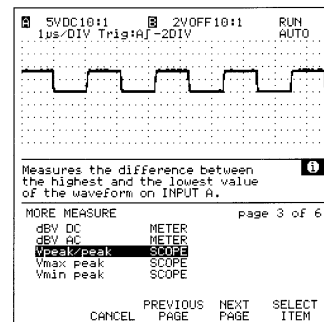 A 5VDC10:1 B 2VOFF10:1 RUN
1µs/DIV Trig:A∫-2DIV AUTO
Measures the difference between
the highest and the lowest value
of the waveform on INPUT A.
i
MORE MEASURE page 3 of 6
dBV DC METER
dBV AC METER
Vpeak/peak SCOPE
Vmax peak SCOPE
Vmin peak SCOPE
CANCEL PREVIOUS PAGE NEXT PAGE SELECT ITEM